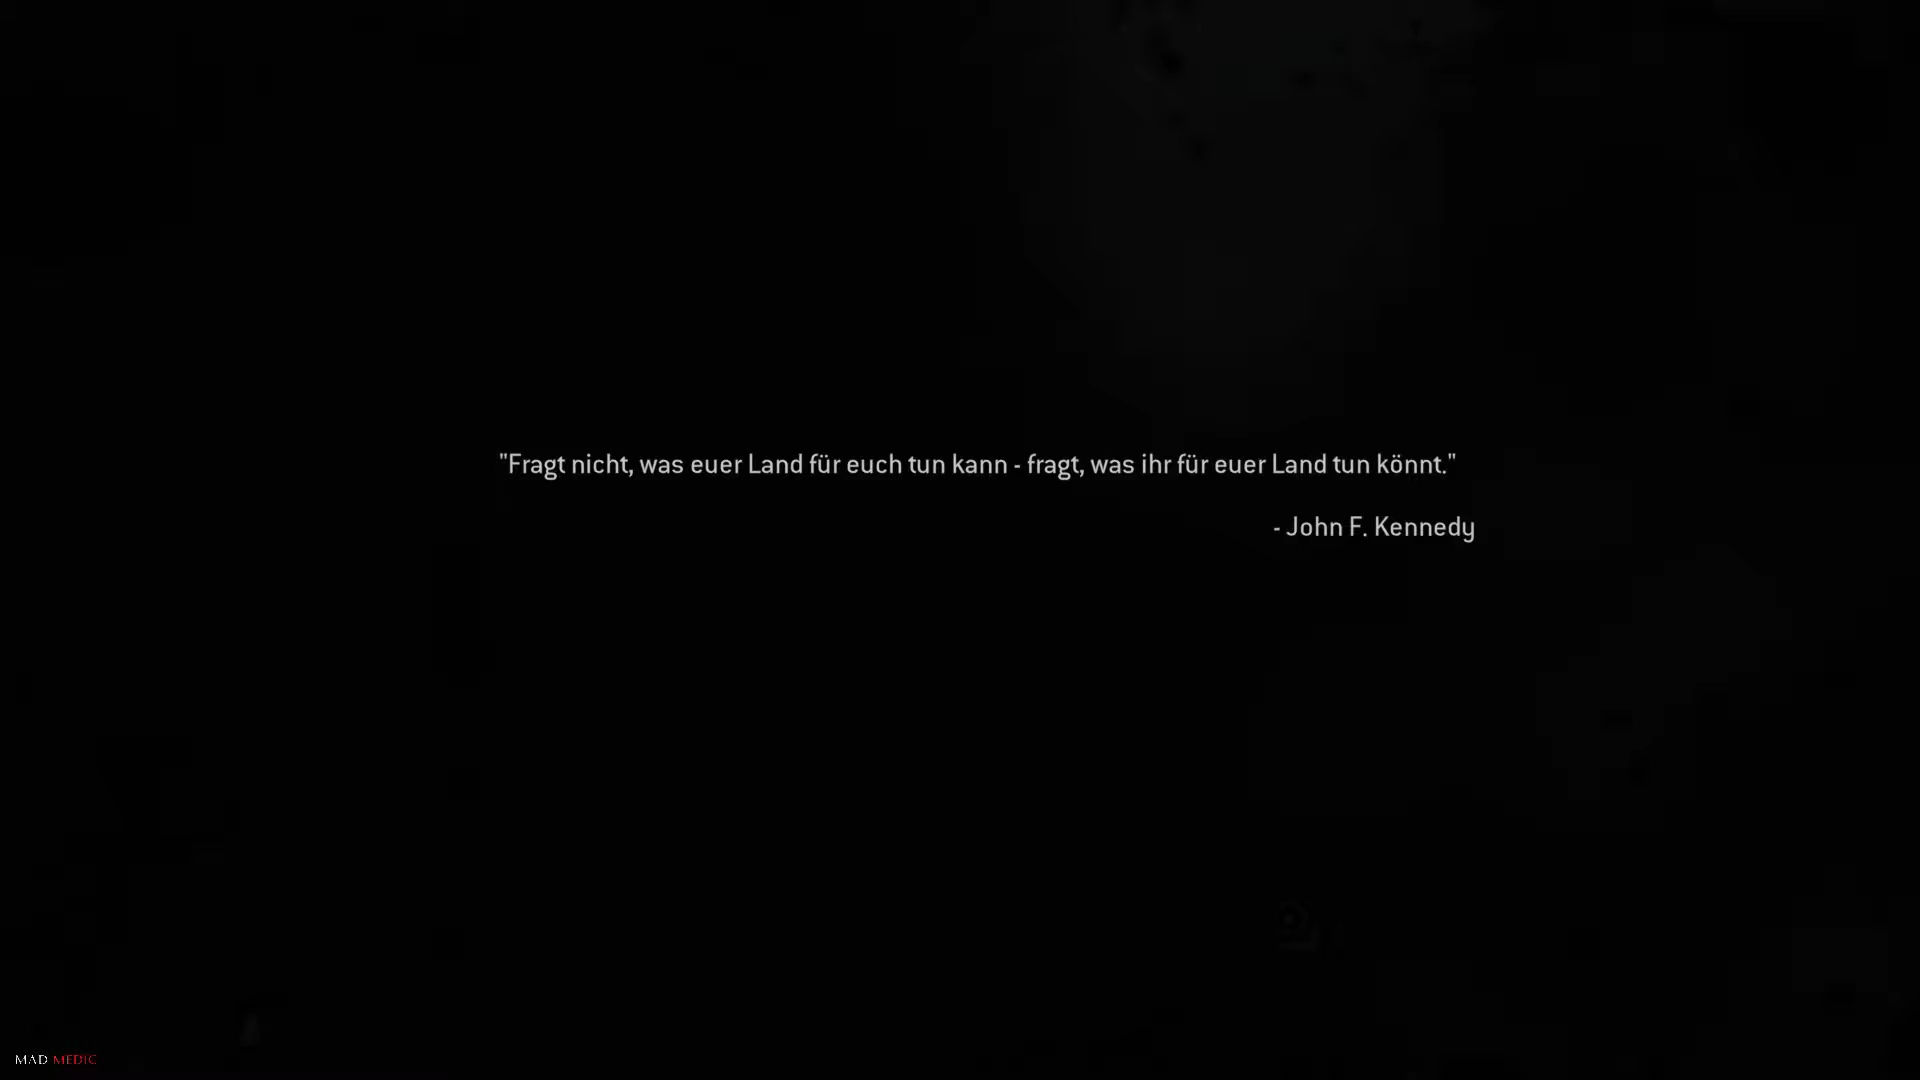 "Fragt nicht, was euer Land für euch tun kann - fragt, was ihr für euer Land tun könnt."
- John F. Kennedy
MAD MEDIC